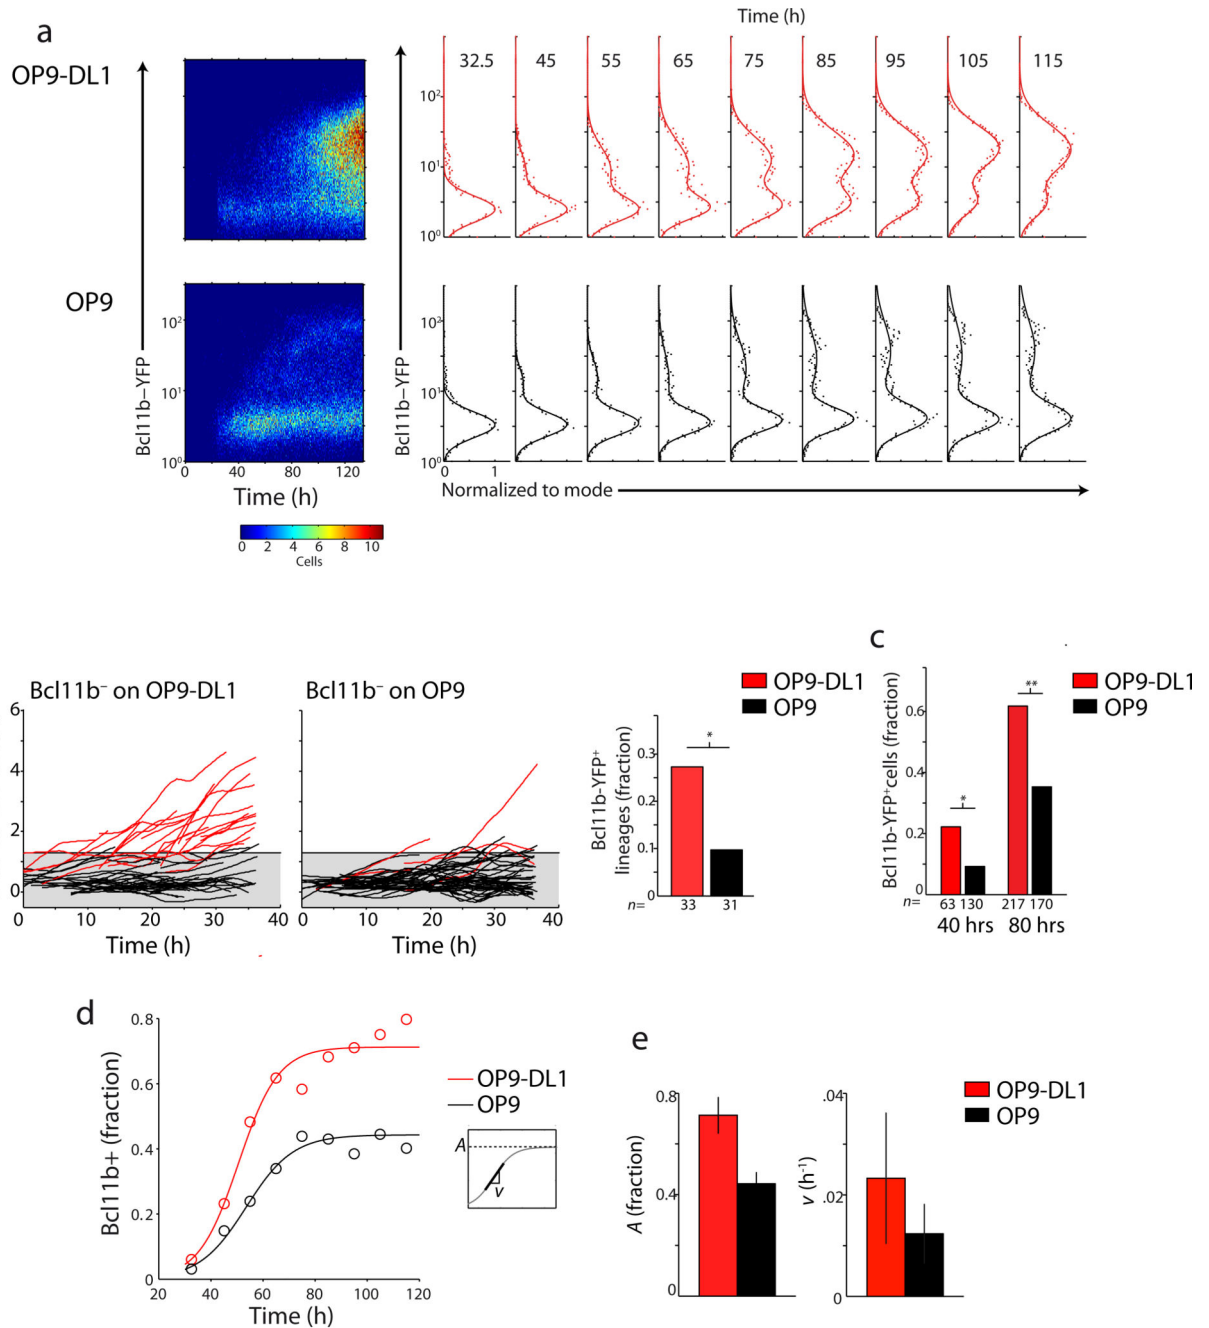 a
Time (h)
OP9-DL1
32.5 45 55 65 75 85 95 105 115
10²
10¹
10⁰
OP9
Bcl11b–YFP
10²
10¹
10⁰
0 40 80 120
Time (h)
Bcl11b–YFP
10²
10¹
10⁰
0 1
Normalized to mode
0 2 4 6 8 10
Cells
c
Bcl11b⁻ on OP9-DL1
6
4
2
0
0 10 20 30 40
Time (h)
Bcl11b⁻ on OP9
0 10 20 30 40
Time (h)
OP9-DL1
OP9
Bcl11b-YFP⁺
lineages (fraction)
0.3
0.2
0.1
0
*
n= 33 31
OP9-DL1
OP9
Bcl11b-YFP⁺cells (fraction)
0.6
0.4
0.2
0
*
**
n= 63 130 217 170
40 hrs 80 hrs
d
Bcl11b+ (fraction)
0.8
0.6
0.4
0.2
0
20 40 60 80 100 120
Time (h)
OP9-DL1
OP9
A
v
e
A (fraction)
0.8
0.4
0
v (h⁻¹)
.04
.02
0
OP9-DL1
OP9